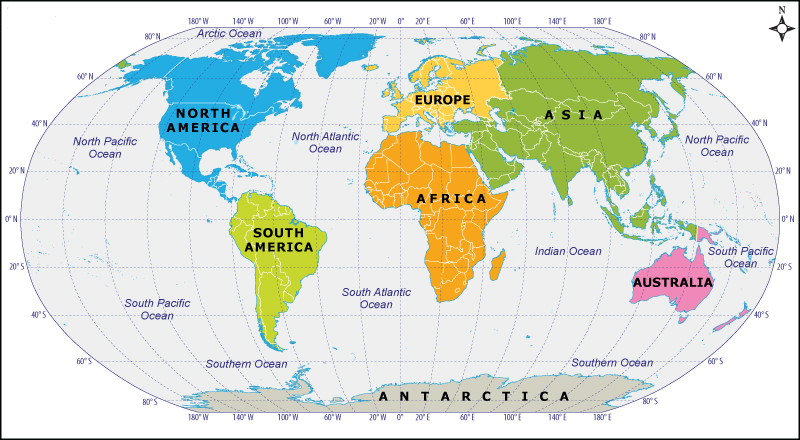 N
180°W 140°W 100°W 60°W 20°W 0° 20°E 60°E 100°E 140°E 180°E
80°N 80°N
Arctic Ocean
60°N 60°N
EUROPE
NORTH
AMERICA
ASIA
40°N 40°N
North Pacific
Ocean
North Atlantic
Ocean
North Pacific
Ocean
20°N 20°N
AFRICA
0°N 0°N
SOUTH
AMERICA
Indian Ocean
South Pacific
Ocean
20°S 20°S
AUSTRALIA
South Pacific
Ocean
South Atlantic
Ocean
40°S 40°S
Southern Ocean
Southern Ocean
60°S 60°S
ANTARCTICA
80°S 80°S
180°W 140°W 100°W 60°W 20°W 0° 20°E 60°E 100°E 140°E 180°E